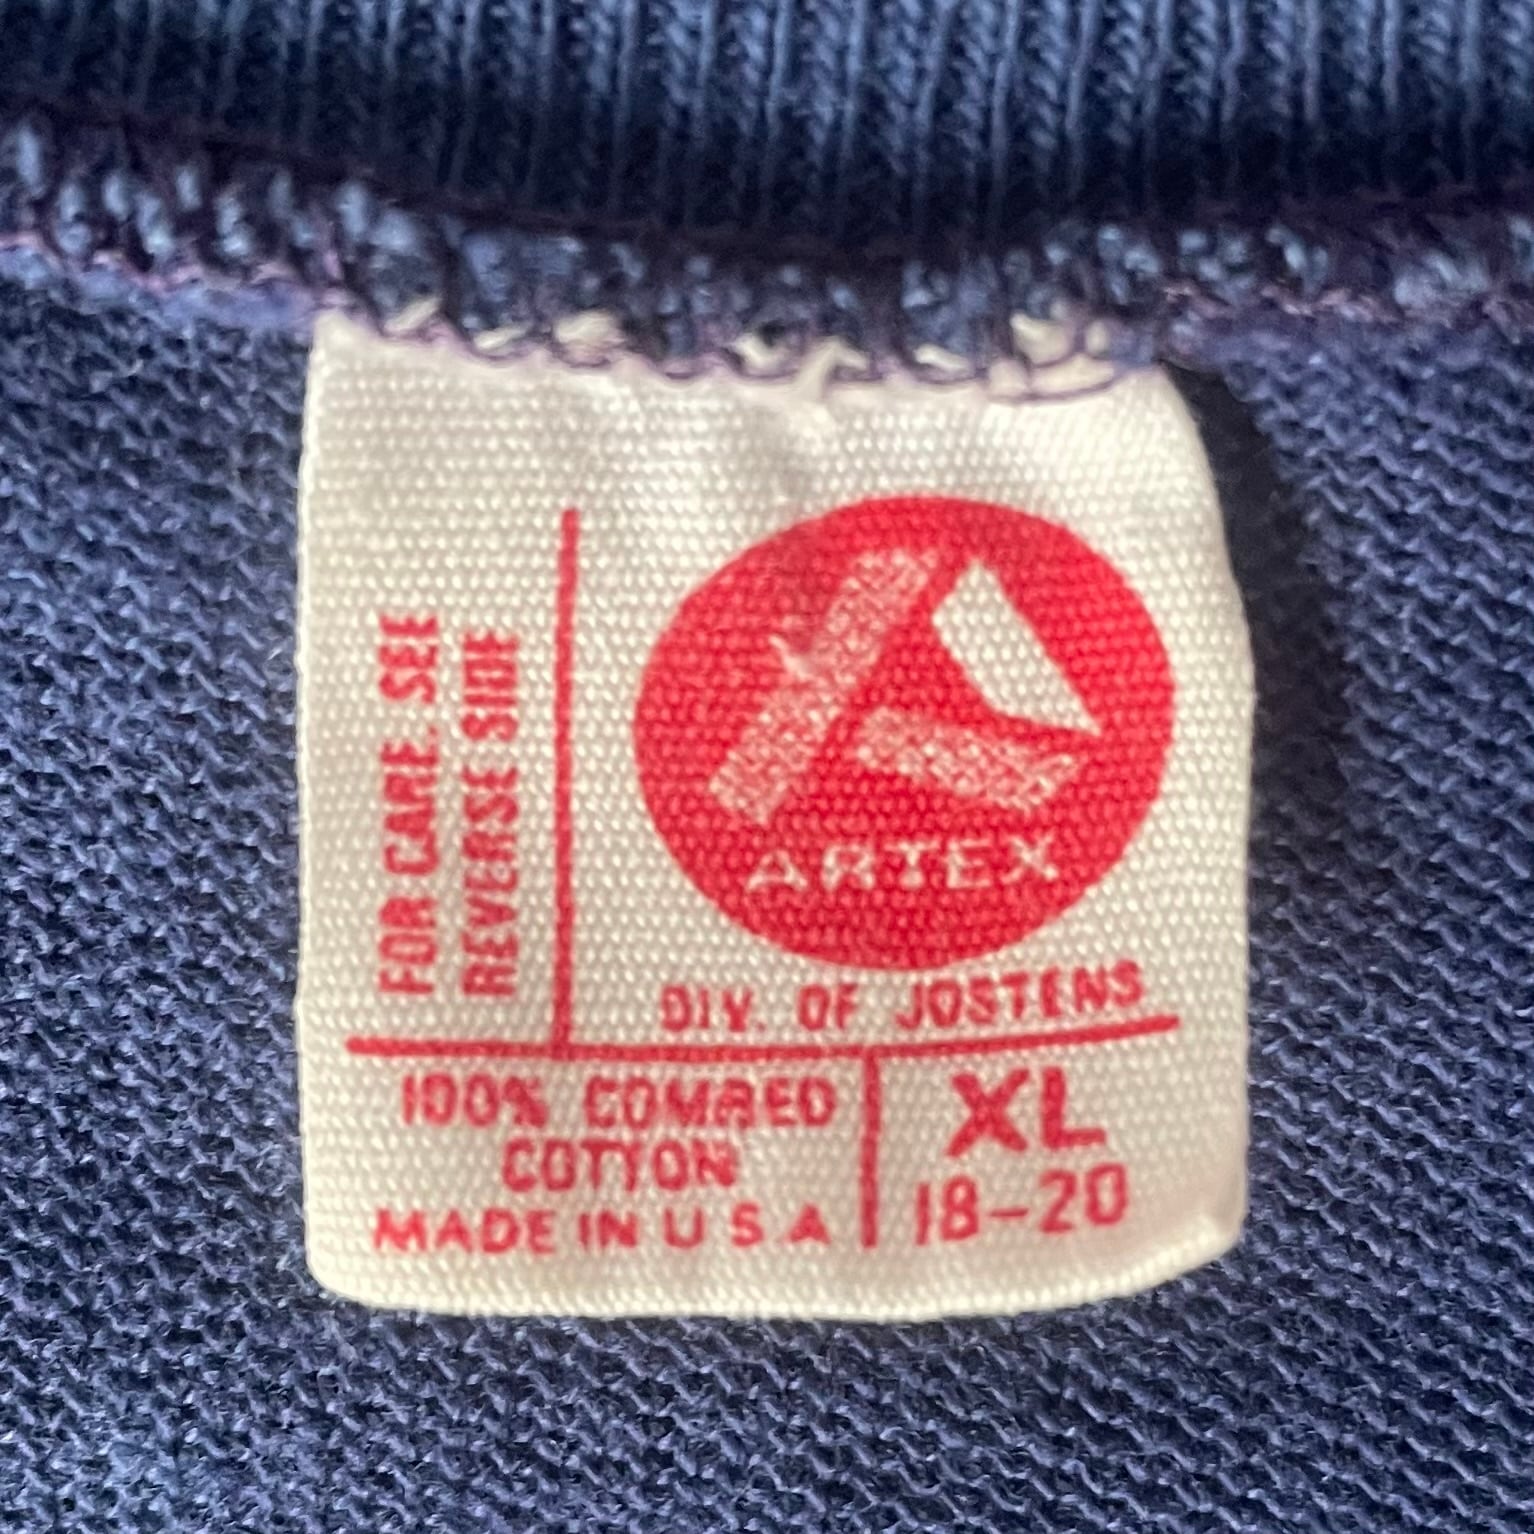 FOR CARE, SEE
REVERSE SIDE
ARTEX
DIV. OF JOSTENS
100% COMBED
COTTON
MADE IN U S A
XL
18-20